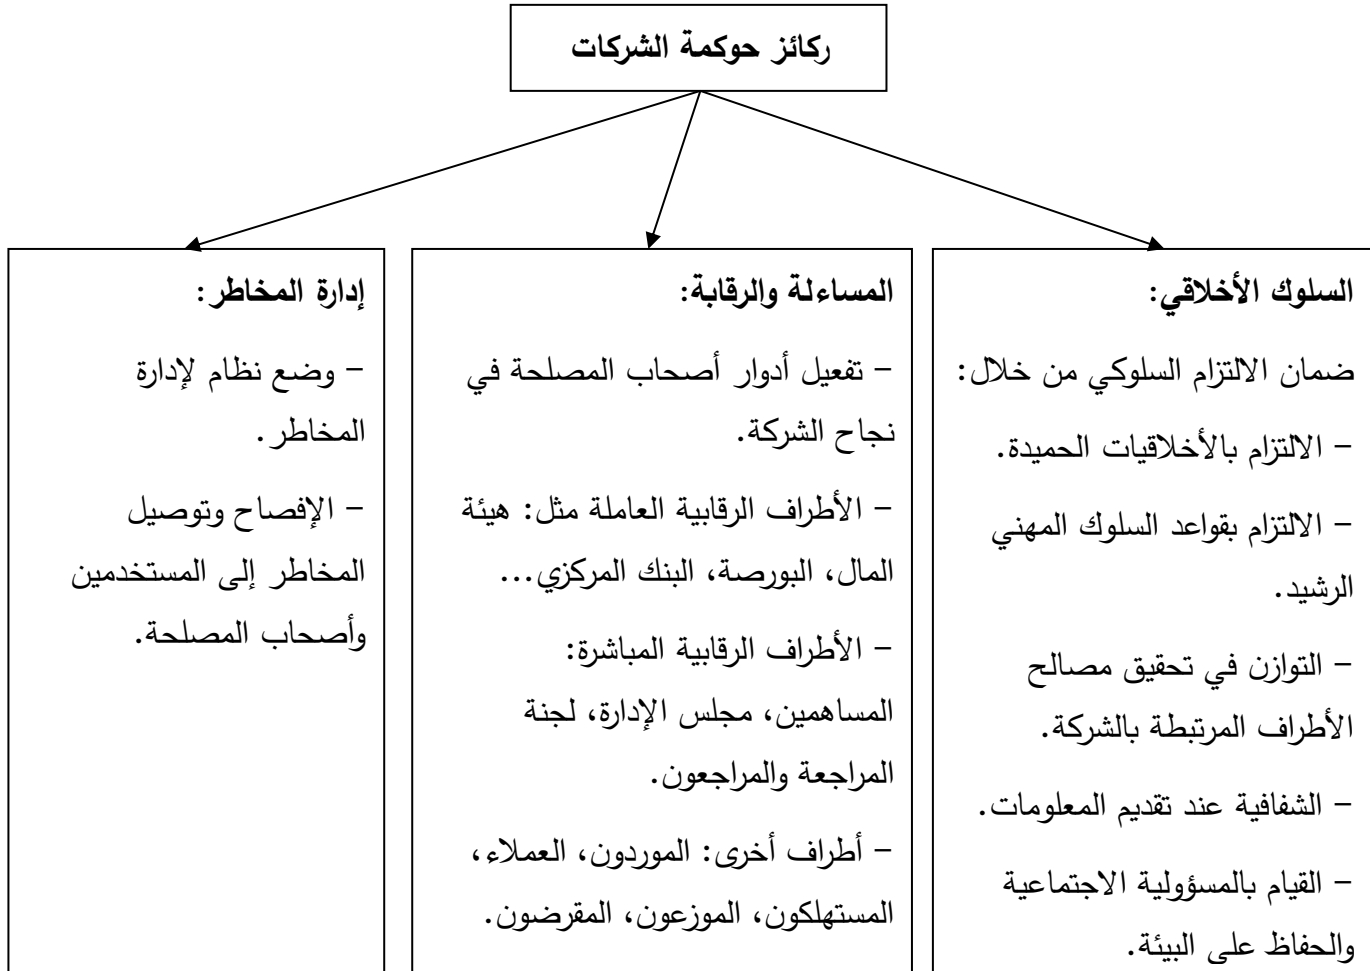 ركائز حوكمة الشركات
السلوك الأخلاقي:
ضمان الالتزام السلوكي من خلال:
– الالتزام بالأخلاقيات الحميدة.
– الالتزام بقواعد السلوك المهني
الرشيد.
– التوازن في تحقيق مصالح
الأطراف المرتبطة بالشركة.
– الشفافية عند تقديم المعلومات.
– القيام بالمسؤولية الاجتماعية
والحفاظ على البيئة.
المساءلة والرقابة:
– تفعيل أدوار أصحاب المصلحة في
نجاح الشركة.
– الأطراف الرقابية العاملة مثل: هيئة
المال، البورصة، البنك المركزي...
– الأطراف الرقابية المباشرة:
المساهمين، مجلس الإدارة، لجنة
المراجعة والمراجعون.
– أطراف أخرى: الموردون، العملاء،
المستهلكون، الموزعون، المقرضون.
إدارة المخاطر:
– وضع نظام لإدارة
المخاطر.
– الإفصاح وتوصيل
المخاطر إلى المستخدمين
وأصحاب المصلحة.